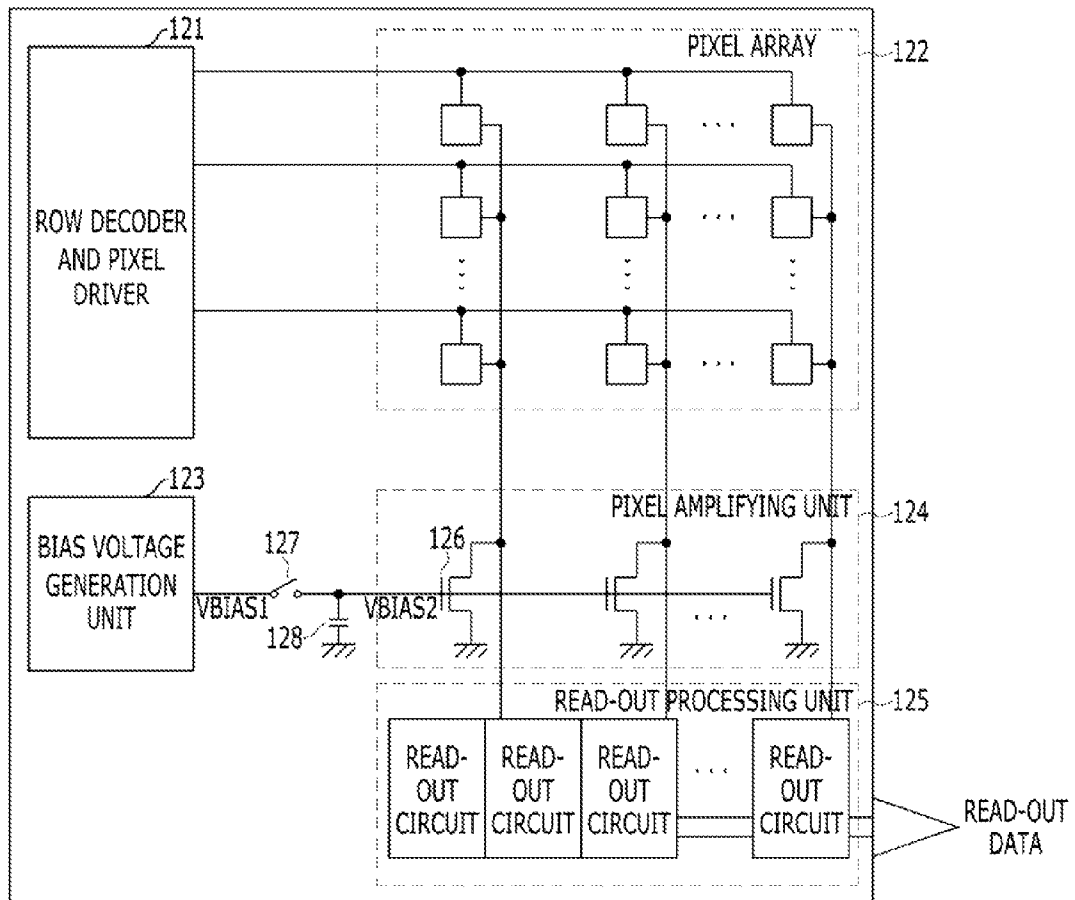 121
PIXEL ARRAY
122
ROW DECODER
AND PIXEL
DRIVER
123
PIXEL AMPLIFYING UNIT
124
BIAS VOLTAGE
GENERATION
UNIT
127
126
VBIAS1
VBIAS2
128
READ-OUT PROCESSING UNIT
125
READ-
OUT
CIRCUIT
READ-
OUT
CIRCUIT
READ-
OUT
CIRCUIT
READ-
OUT
CIRCUIT
READ-OUT
DATA